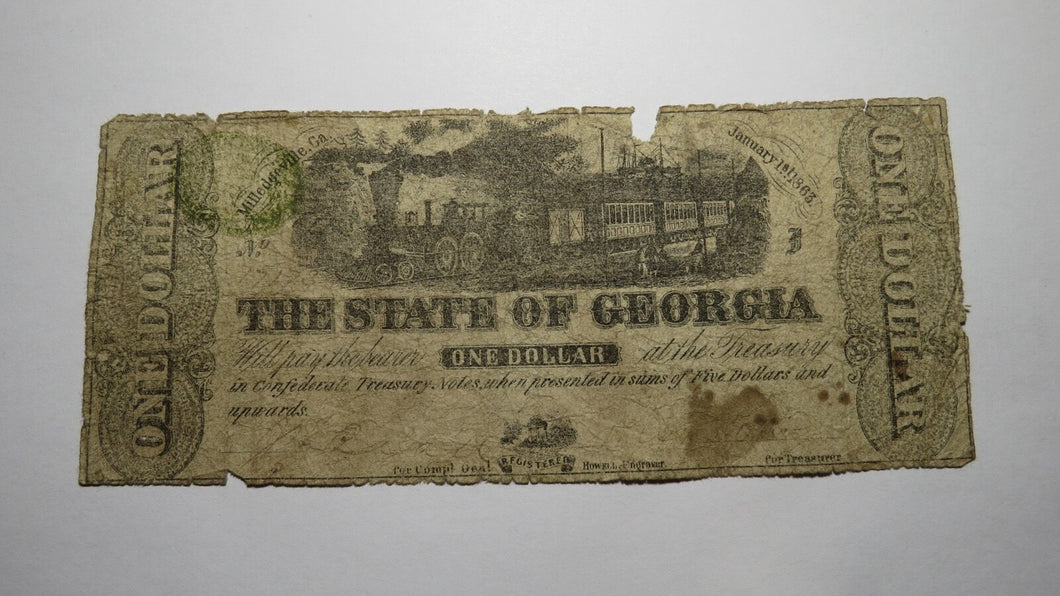 ONE DOLLAR
Milledgeville, Ga.
January 1st, 1863.
No
J
THE STATE OF GEORGIA
Will pay the bearer ONE DOLLAR at the Treasury
in Confederate Treasury Notes, when presented in sums of Five Dollars and
upwards.
For Compt Genl
REGISTERED
HOWELL, Engraver.
For Treasurer
ONE DOLLAR